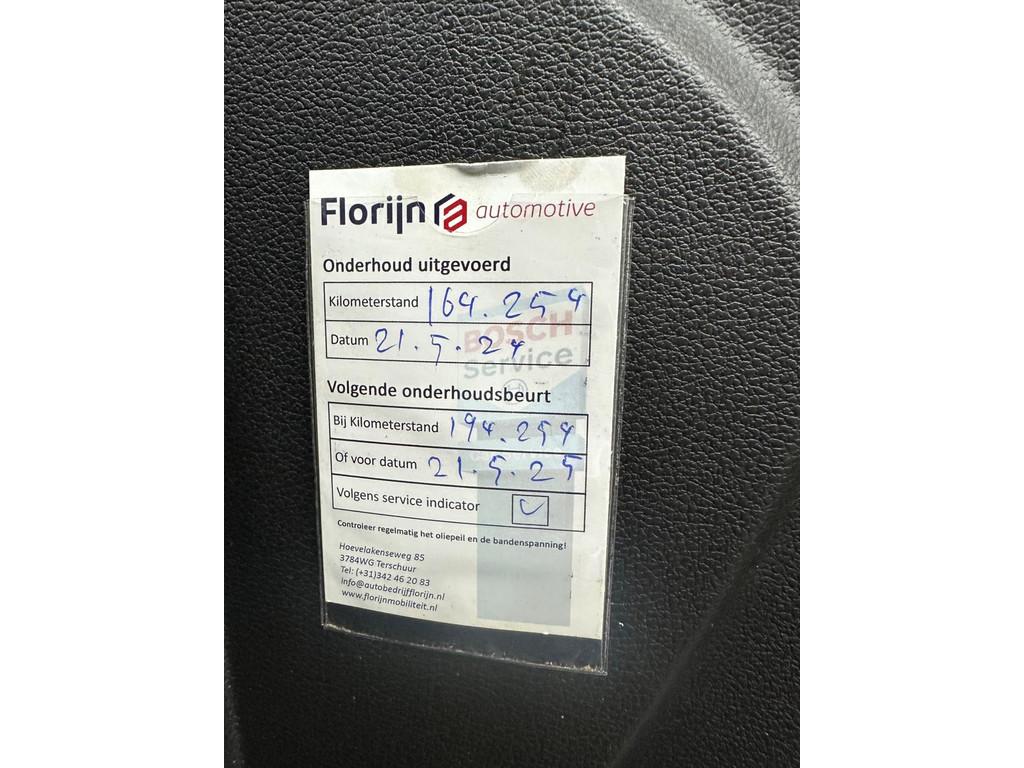 Florijn automotive
Onderhoud uitgevoerd
Kilometerstand 164.254
Datum 21.5.24
BOSCH
Service
Volgende onderhoudsbeurt
Bij Kilometerstand 194.254
Of voor datum 21.5.25
Volgens service indicator
Controleer regelmatig het oliepeil en de bandenspanning!
Hoevelakenseweg 85
3784WG Terschuur
Tel: (+31)342 46 20 83
info@autobedrijfflorijn.nl
www.florijnmobiliteit.nl